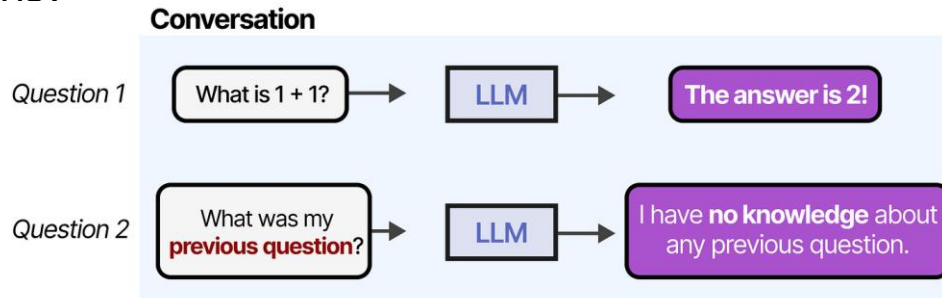 Conversation
Question 1
What is 1 + 1?
LLM
The answer is 2!
Question 2
What was my
previous question?
LLM
I have no knowledge about
any previous question.